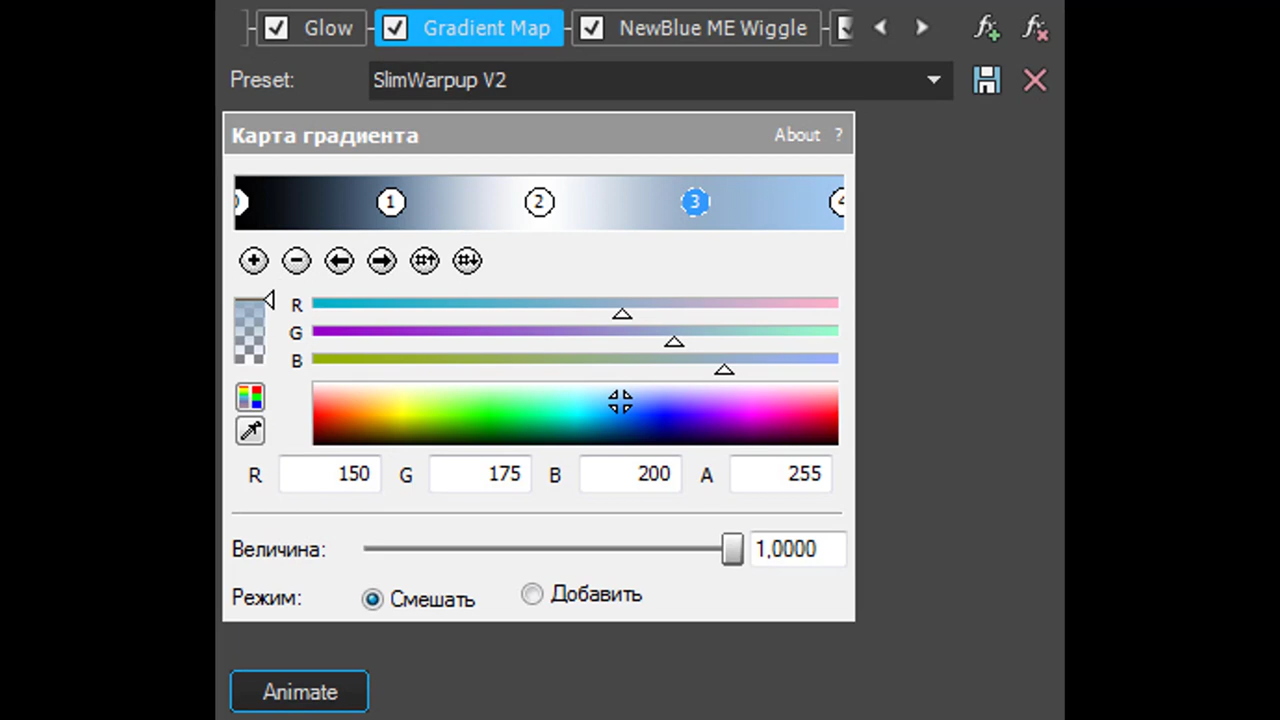 Glow Gradient Map NewBlue ME Wiggle
Preset: SlimWarpup V2
Карта градиента About ?
1 2 3 4
R
G
B
R 150 G 175 B 200 A 255
Величина: 1,0000
Режим: Смешать Добавить
Animate